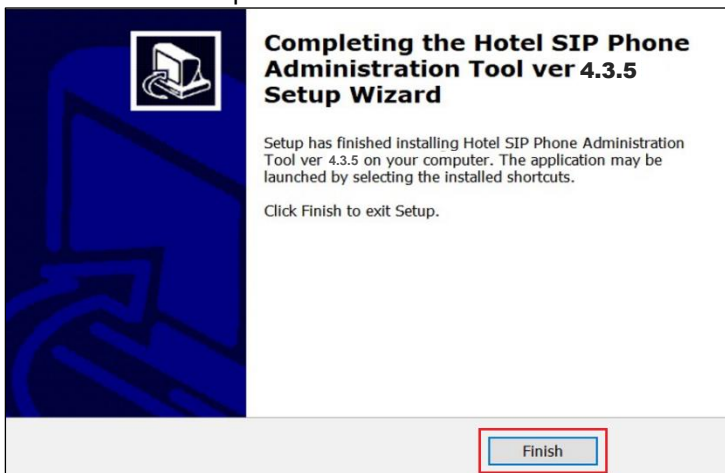 Completing the Hotel SIP Phone
Administration Tool ver 4.3.5
Setup Wizard
Setup has finished installing Hotel SIP Phone Administration
Tool ver 4.3.5 on your computer. The application may be
launched by selecting the installed shortcuts.
Click Finish to exit Setup.
Finish